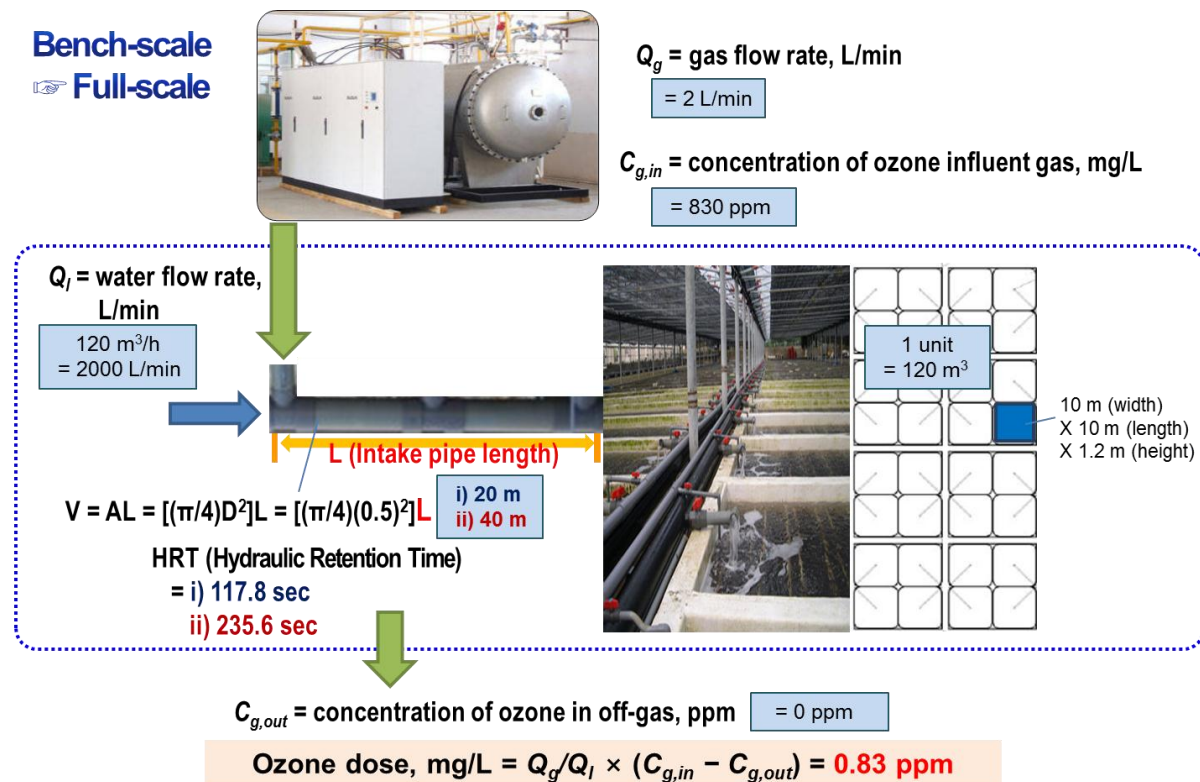 Bench-scale
☞ Full-scale
Qg = gas flow rate, L/min
= 2 L/min
Cg,in = concentration of ozone influent gas, mg/L
= 830 ppm
Ql = water flow rate,
L/min
120 m³/h
= 2000 L/min
L (Intake pipe length)
V = AL = [(π/4)D²]L = [(π/4)(0.5)²]L
i) 20 m
ii) 40 m
HRT (Hydraulic Retention Time)
= i) 117.8 sec
ii) 235.6 sec
1 unit
= 120 m³
10 m (width)
X 10 m (length)
X 1.2 m (height)
Cg,out = concentration of ozone in off-gas, ppm
= 0 ppm
Ozone dose, mg/L = Qg/Ql × (Cg,in − Cg,out) = 0.83 ppm